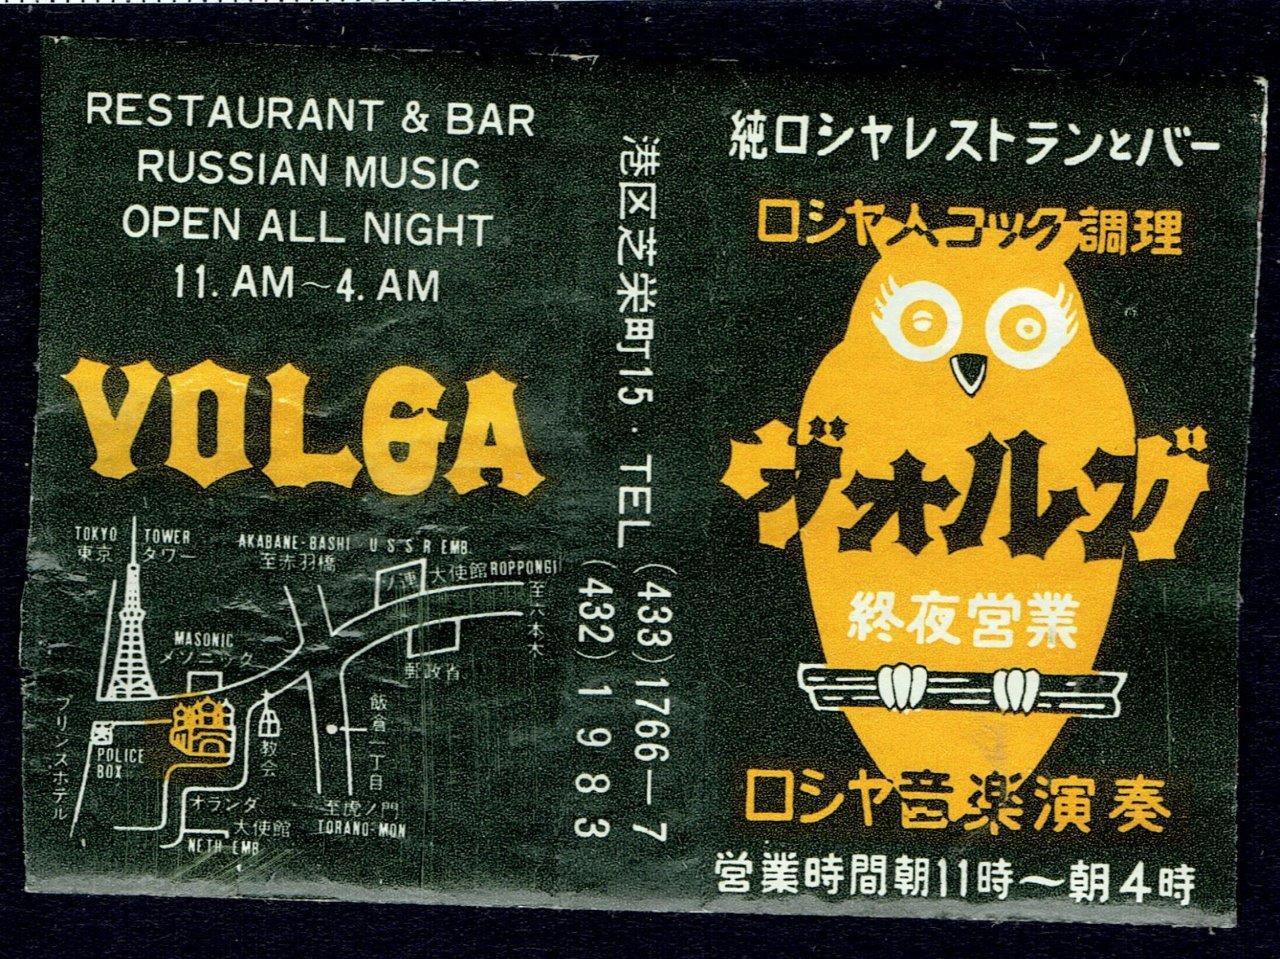 RESTAURANT & BAR
RUSSIAN MUSIC
OPEN ALL NIGHT
11. AM~4. AM
VOLGA
TOKYO TOWER
東京 タワー
AKABANE-BASHI
至赤羽橋
U S S R EMB.
ソ連大使館
ROPPONGI
至六本木
MASONIC
メソニック
郵政省
プリンスホテル
POLICE
BOX
教会
飯倉一丁目
オランダ
大使館
NETH EMB
至虎ノ門
TORANO-MON
港区芝栄町15・TEL (433) 1766—7
(432) 1983
純ロシヤレストランとバー
ロシヤ人コック調理
ヴォルガ
終夜営業
ロシヤ音楽演奏
営業時間朝11時~朝4時